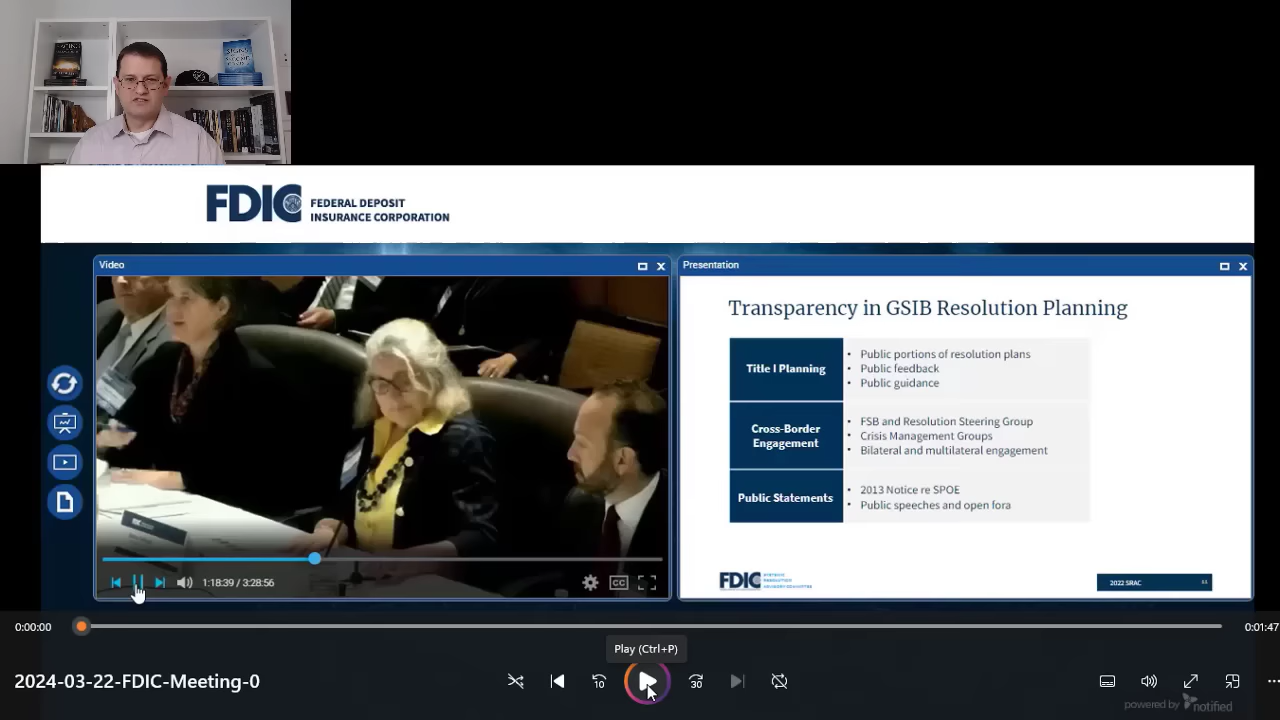 FDIC FEDERAL DEPOSIT
INSURANCE CORPORATION
Video
Presentation
Transparency in GSIB Resolution Planning
Title I Planning
• Public portions of resolution plans
• Public feedback
• Public guidance
Cross-Border
Engagement
• FSB and Resolution Steering Group
• Crisis Management Groups
• Bilateral and multilateral engagement
Public Statements
• 2013 Notice re SPOE
• Public speeches and open fora
FDIC
2022 SRAC
1:18:39 / 3:28:56
CC
0:00:00
0:01:47
Play (Ctrl+P)
2024-03-22-FDIC-Meeting-0
10
30
powered by notified